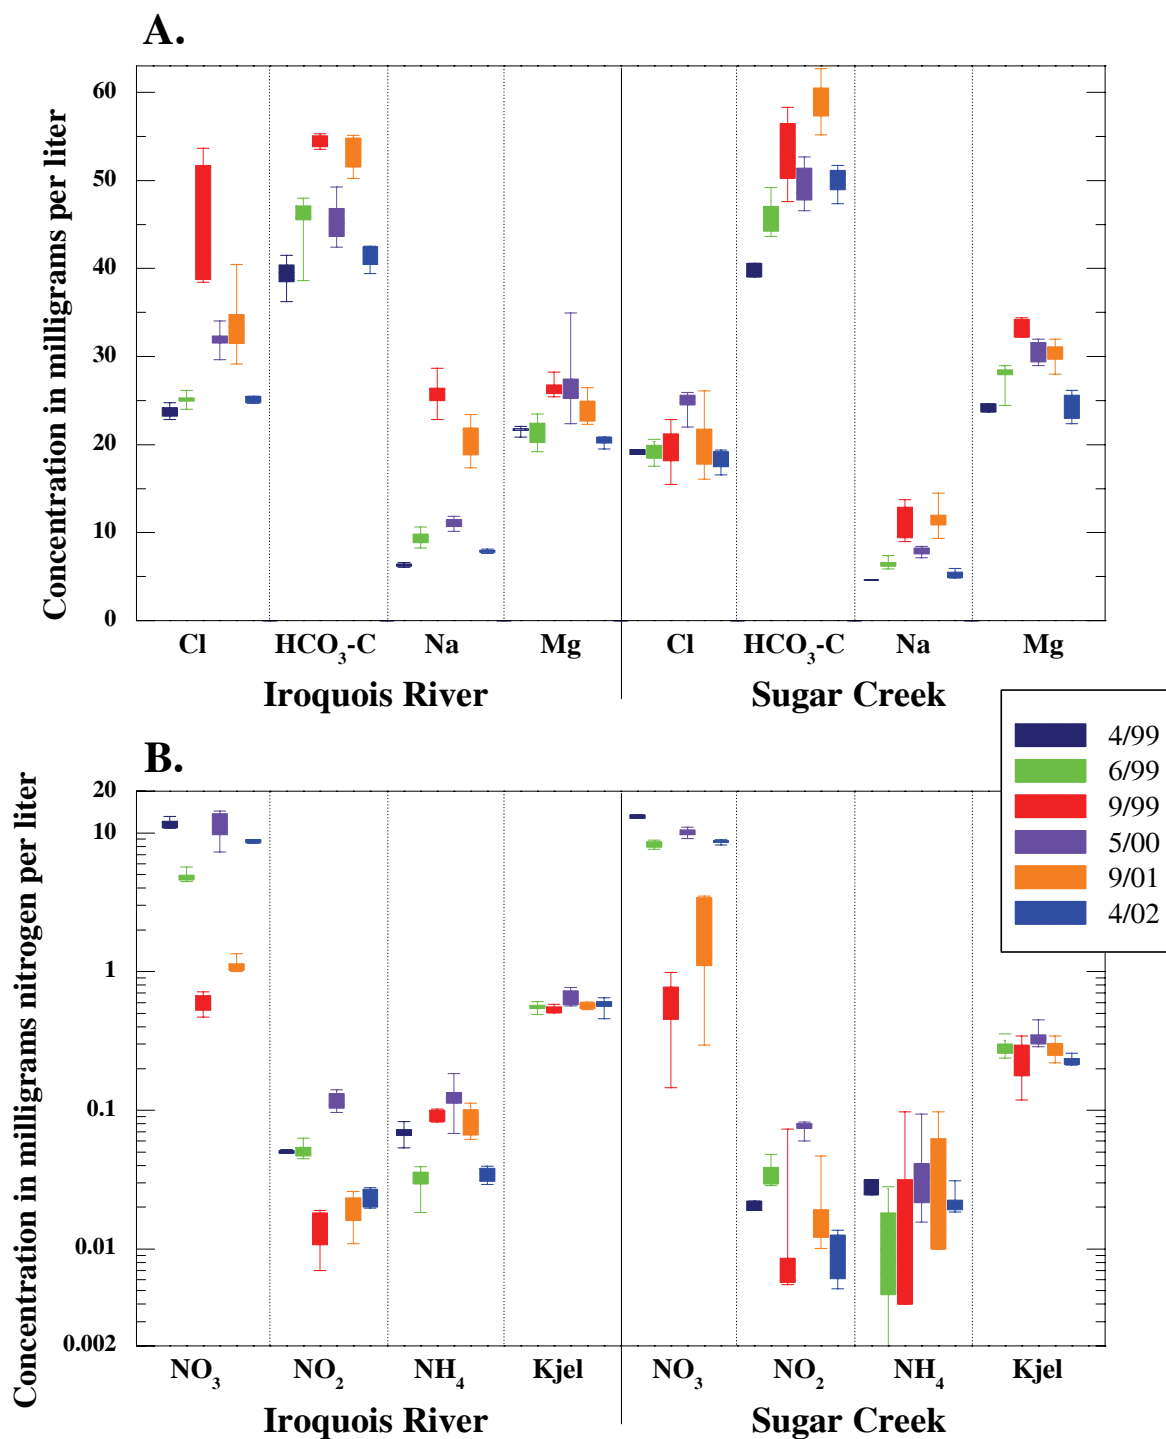 A.
Concentration in milligrams per liter
60
50
40
30
20
10
0
Cl HCO₃-C Na Mg Cl HCO₃-C Na Mg
Iroquois River Sugar Creek
4/99
6/99
9/99
5/00
9/01
4/02
B.
Concentration in milligrams nitrogen per liter
20
10
1
0.1
0.01
0.002
NO₃ NO₂ NH₄ Kjel NO₃ NO₂ NH₄ Kjel
Iroquois River Sugar Creek